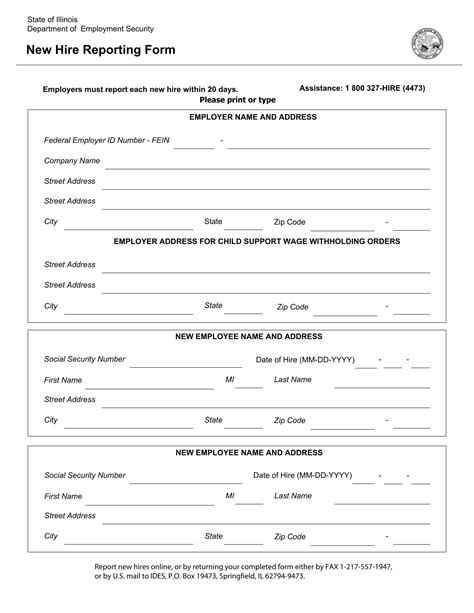 State of Illinois
Department of Employment Security
New Hire Reporting Form
Employers must report each new hire within 20 days. Assistance: 1 800 327-HIRE (4473)
Please print or type
EMPLOYER NAME AND ADDRESS
Federal Employer ID Number - FEIN -
Company Name
Street Address
Street Address
City State Zip Code -
EMPLOYER ADDRESS FOR CHILD SUPPORT WAGE WITHHOLDING ORDERS
Street Address
Street Address
City State Zip Code -
NEW EMPLOYEE NAME AND ADDRESS
Social Security Number Date of Hire (MM-DD-YYYY) - -
First Name MI Last Name
Street Address
City State Zip Code -
NEW EMPLOYEE NAME AND ADDRESS
Social Security Number Date of Hire (MM-DD-YYYY) - -
First Name MI Last Name
Street Address
City State Zip Code -
Report new hires online, or by returning your completed form either by FAX 1-217-557-1947,
or by U.S. mail to IDES, P.O. Box 19473, Springfield, IL 62794-9473.